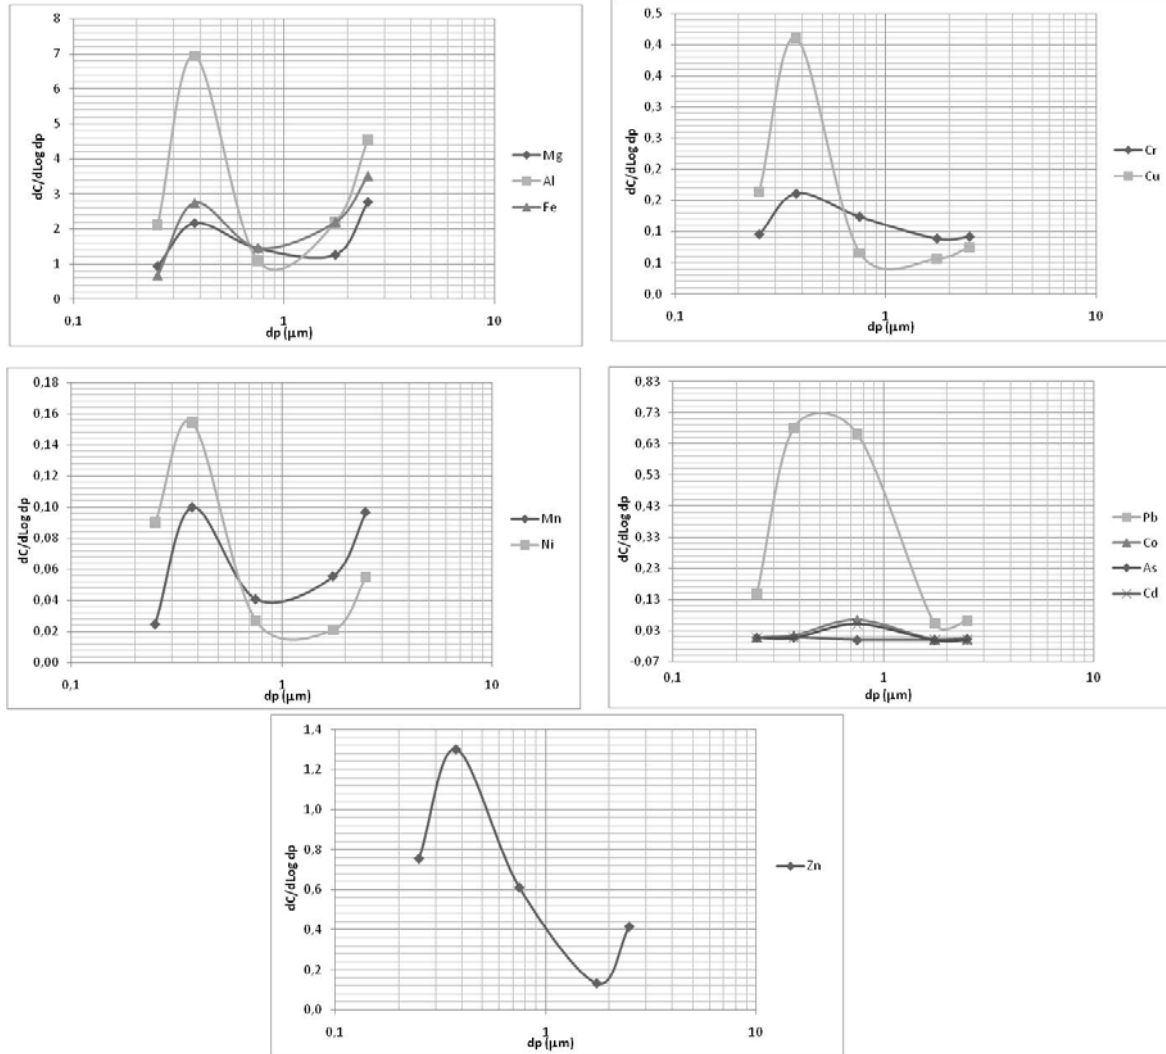 8
7
6
5
4
3
2
1
0
dC/dLog dp
0,1
1
10
dp (µm)
Mg
Al
Fe
0,5
0,4
0,4
0,3
0,3
0,2
0,2
0,1
0,1
0,0
dC/dLog dp
0,1
1
10
dp (µm)
Cr
Cu
0,18
0,16
0,14
0,12
0,10
0,08
0,06
0,04
0,02
0,00
dC/dLog dp
0,1
1
10
dp (µm)
Mn
Ni
0,83
0,73
0,63
0,53
0,43
0,33
0,23
0,13
0,03
-0,07
dC/dLog dp
0,1
1
10
dp (µm)
Pb
Co
As
Cd
1,4
1,2
1,0
0,8
0,6
0,4
0,2
0,0
dC/dLog dp
0,1
1
10
dp (µm)
Zn